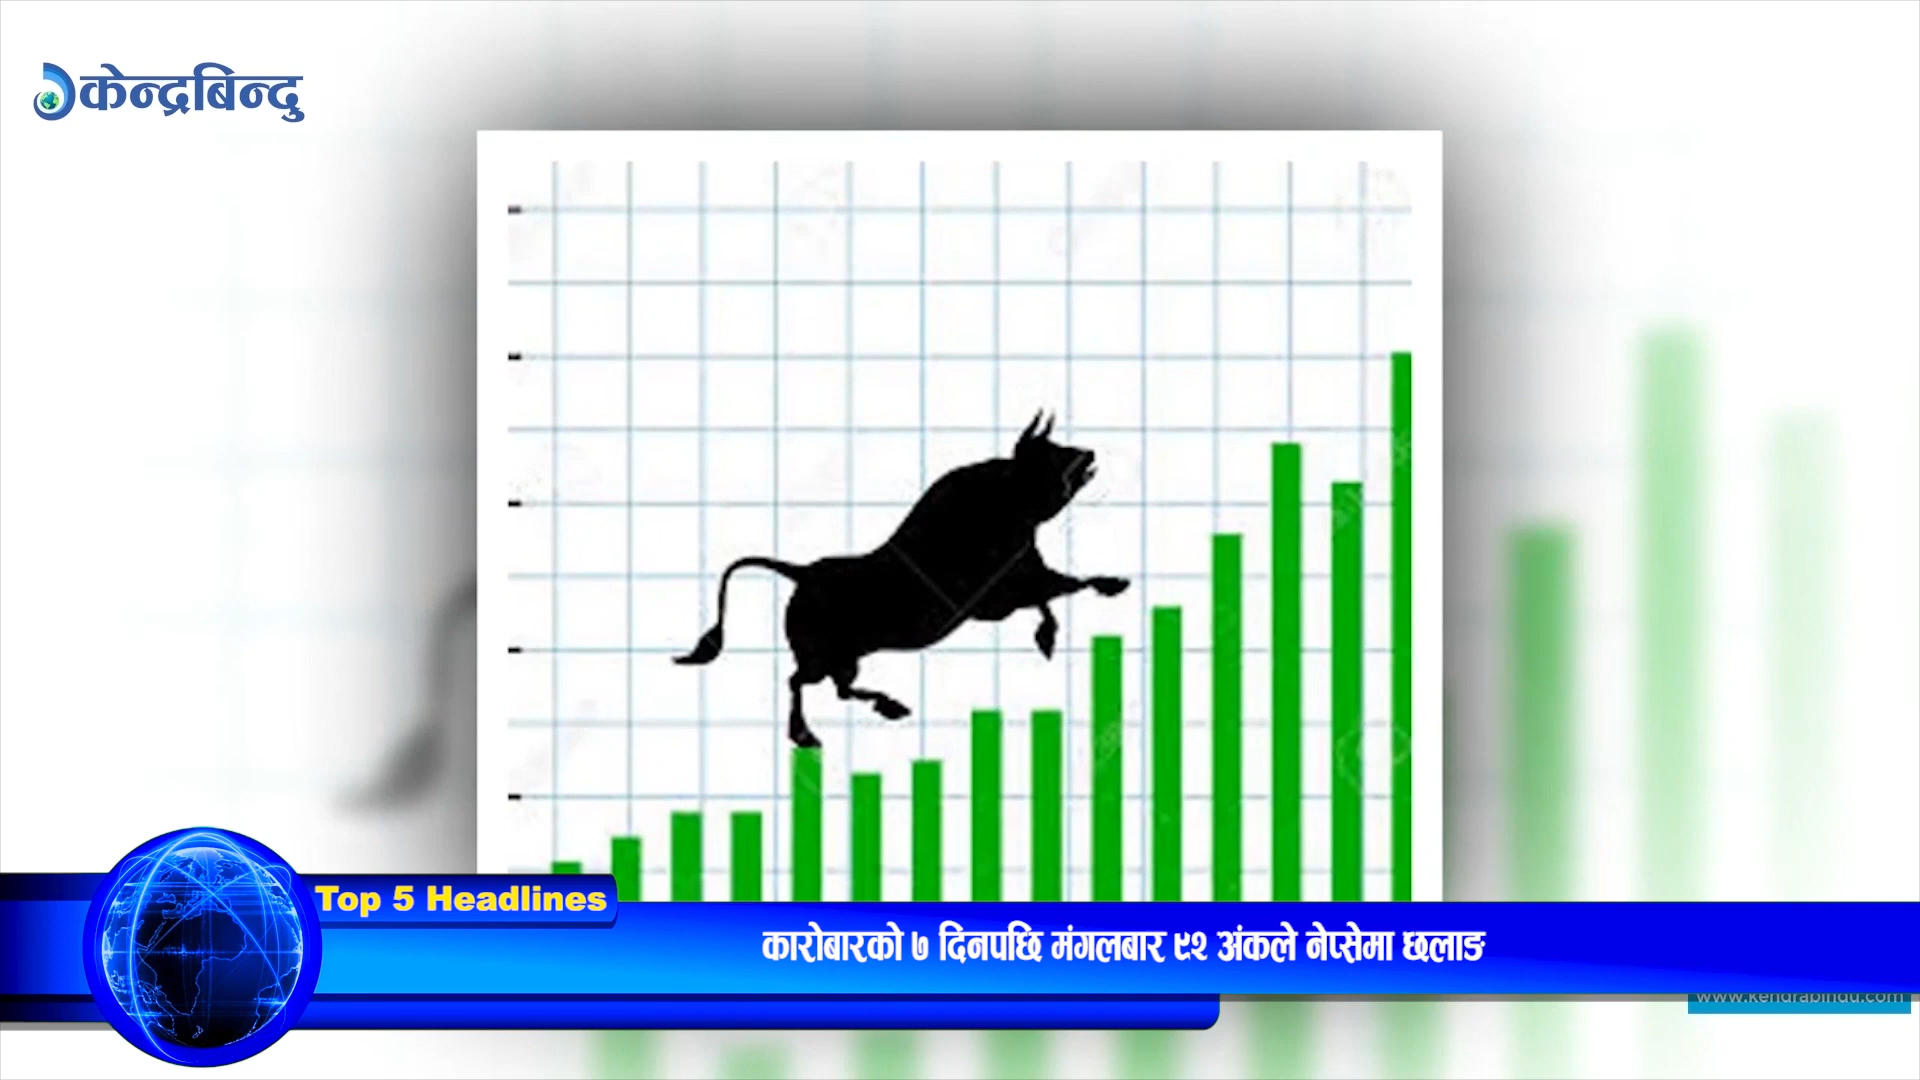 केन्द्रबिन्दु
Top 5 Headlines
कारोबारको ७ दिनपछि मंगलबार ९२ अंकले नेप्सेमा छलाङ
www.kendrabindu.com